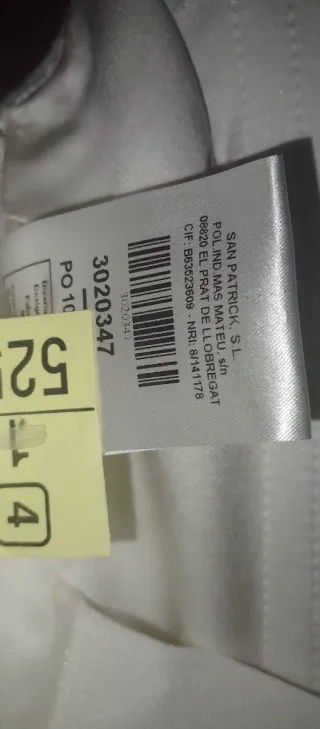 SAN PATRICK, S.L.
POL.IND.MAS MATEU, s/n
08820 EL PRAT DE LLOBREGAT
CIF: B63523609 - NRI: 8/141178
3020347
3020347
PO 10
52
4